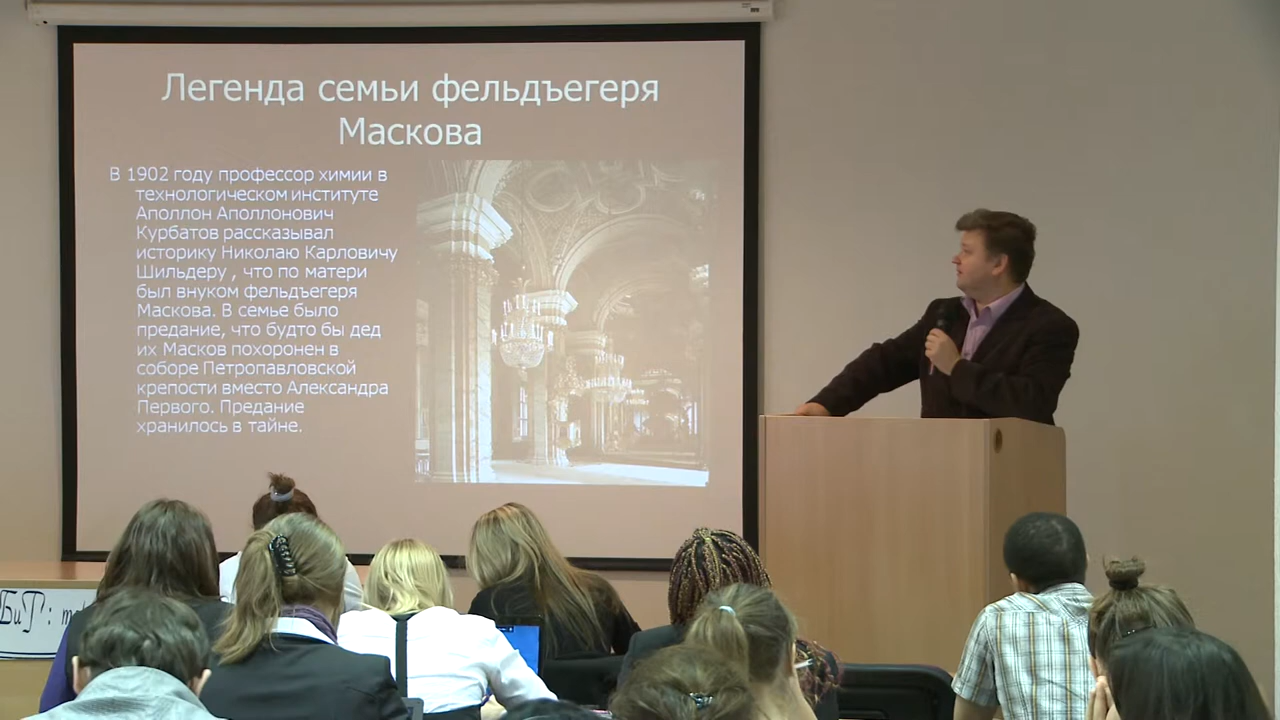 Легенда семьи фельдъегеря
Маскова
В 1902 году профессор химии в
технологическом институте
Аполлон Аполлонович
Курбатов рассказывал
историку Николаю Карловичу
Шильдеру , что по матери
был внуком фельдъегеря
Маскова. В семье было
предание, что будто бы дед
их Масков похоронен в
соборе Петропавловской
крепости вместо Александра
Первого. Предание
хранилось в тайне.
БиГ: